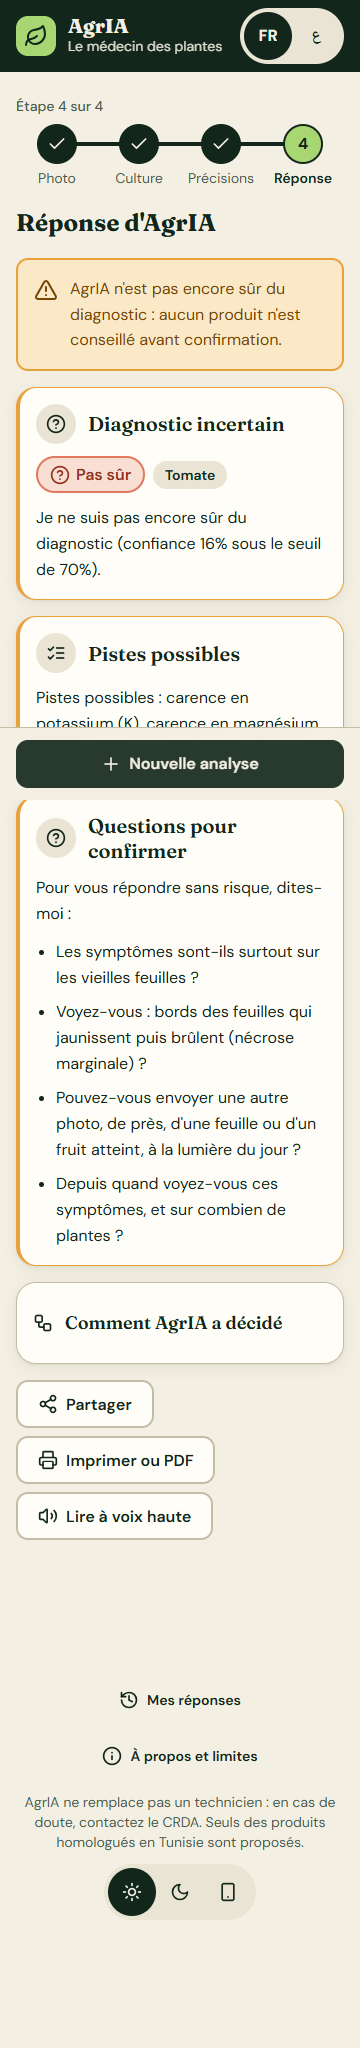 AgrIA
Le médecin des plantes
FR
ع
Étape 4 sur 4
4
Photo
Culture
Précisions
Réponse
Réponse d'AgrIA
AgrIA n'est pas encore sûr du
diagnostic : aucun produit n'est
conseillé avant confirmation.
Diagnostic incertain
Pas sûr
Tomate
Je ne suis pas encore sûr du
diagnostic (confiance 16% sous le seuil
de 70%).
Pistes possibles
Pistes possibles : carence en
potassium (K), carence en magnésium
Nouvelle analyse
Questions pour
confirmer
Pour vous répondre sans risque, dites-
moi :
• Les symptômes sont-ils surtout sur
les vieilles feuilles ?
• Voyez-vous : bords des feuilles qui
jaunissent puis brûlent (nécrose
marginale) ?
• Pouvez-vous envoyer une autre
photo, de près, d'une feuille ou d'un
fruit atteint, à la lumière du jour ?
• Depuis quand voyez-vous ces
symptômes, et sur combien de
plantes ?
Comment AgrIA a décidé
Partager
Imprimer ou PDF
Lire à voix haute
Mes réponses
À propos et limites
AgrIA ne remplace pas un technicien : en cas de
doute, contactez le CRDA. Seuls des produits
homologués en Tunisie sont proposés.